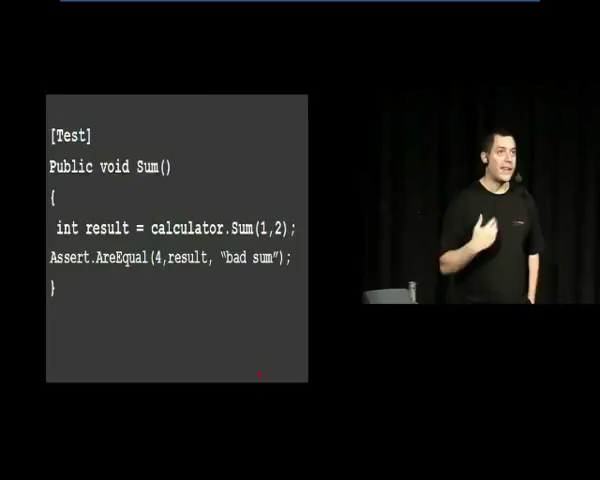 [Test]
Public void Sum()
{
int result = calculator.Sum(1,2);
Assert.AreEqual(4,result, “bad sum”);
}